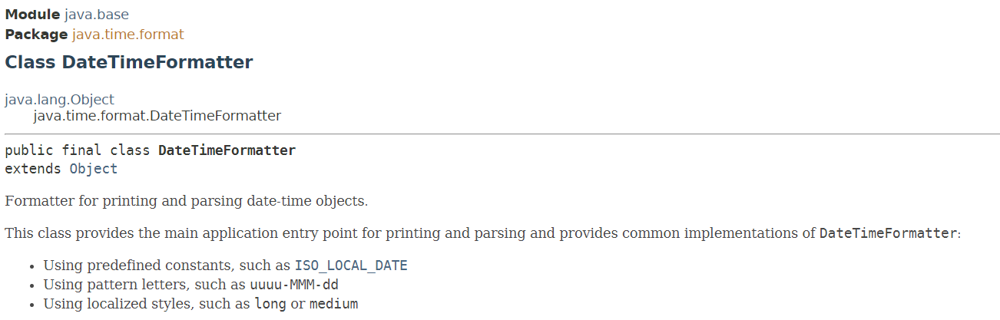 Module java.base
Package java.time.format
Class DateTimeFormatter
java.lang.Object
java.time.format.DateTimeFormatter
public final class DateTimeFormatter
extends Object
Formatter for printing and parsing date-time objects.
This class provides the main application entry point for printing and parsing and provides common implementations of DateTimeFormatter:
• Using predefined constants, such as ISO_LOCAL_DATE
• Using pattern letters, such as uuuu-MMM-dd
• Using localized styles, such as long or medium